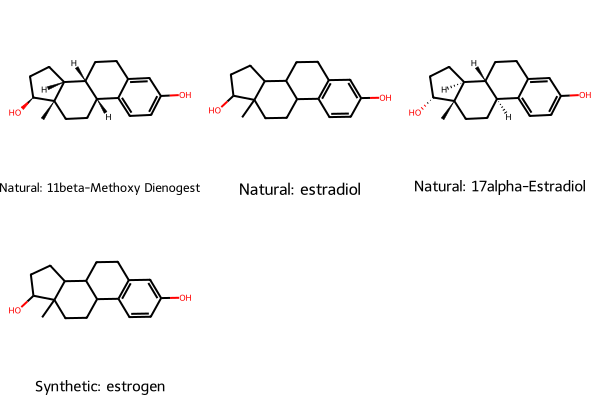 H
H
H
HO
OH
HO
OH
H
H
H
HO
OH
Natural: 11beta-Methoxy Dienogest
Natural: estradiol
Natural: 17alpha-Estradiol
HO
OH
Synthetic: estrogen